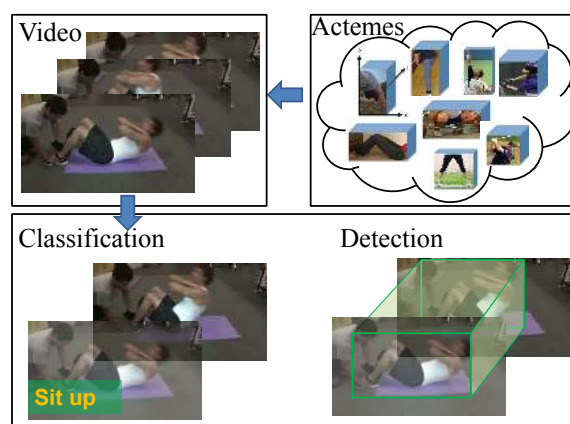 Video
Actemes
Classification
Detection
Sit up